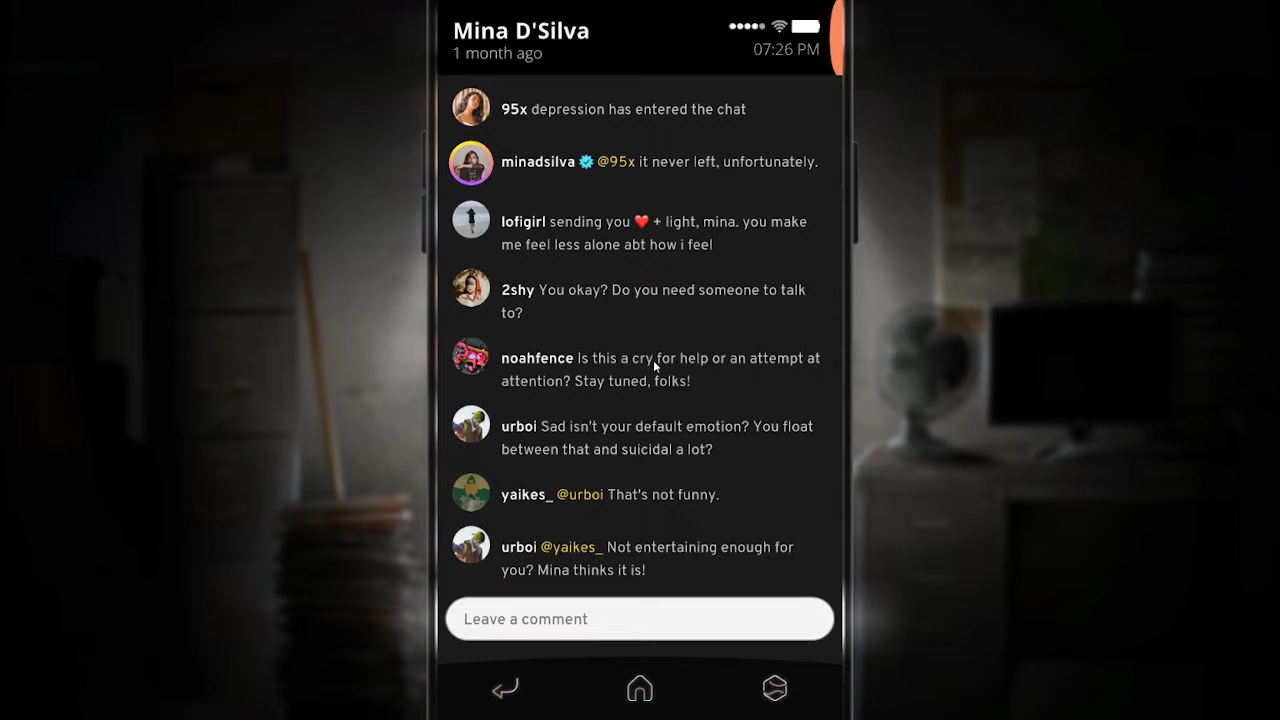 Mina D'Silva
1 month ago
07:26 PM
95x depression has entered the chat
minadsilva @95x it never left, unfortunately.
lofigirl sending you ❤️ + light, mina. you make
me feel less alone abt how i feel
2shy You okay? Do you need someone to talk
to?
noahfence Is this a cry for help or an attempt at
attention? Stay tuned, folks!
urboi Sad isn't your default emotion? You float
between that and suicidal a lot?
yaikes_ @urboi That's not funny.
urboi @yaikes_ Not entertaining enough for
you? Mina thinks it is!
Leave a comment